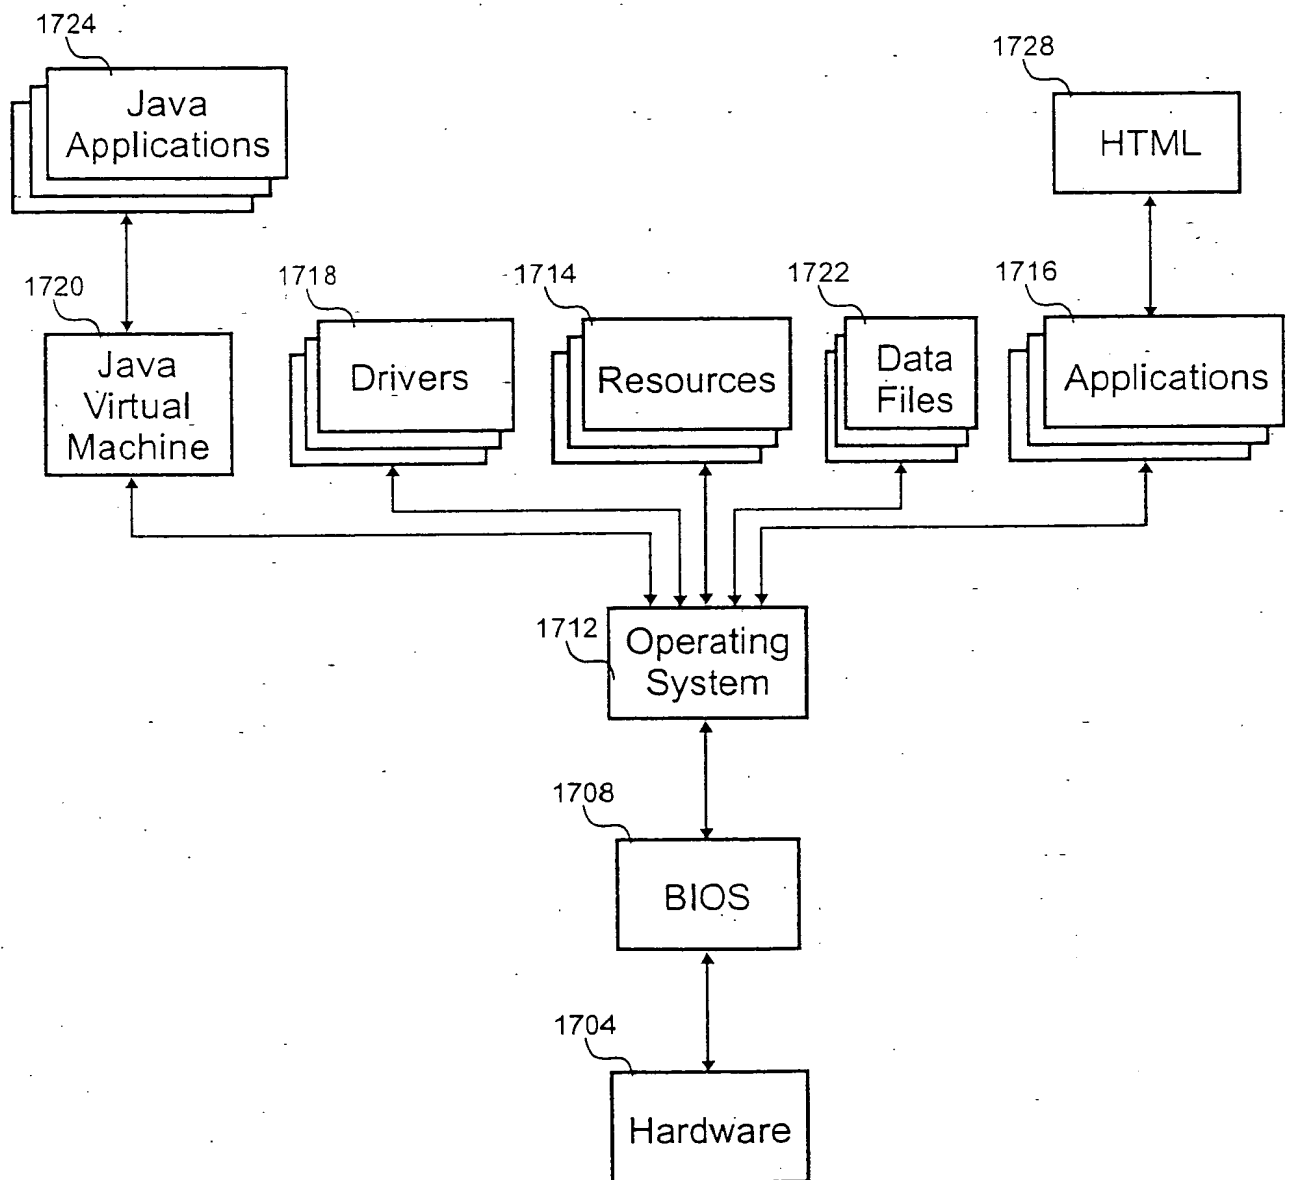 1724
Java
Applications
1728
HTML
1720
Java
Virtual
Machine
1718
Drivers
1714
Resources
1722
Data
Files
1716
Applications
1712
Operating
System
1708
BIOS
1704
Hardware